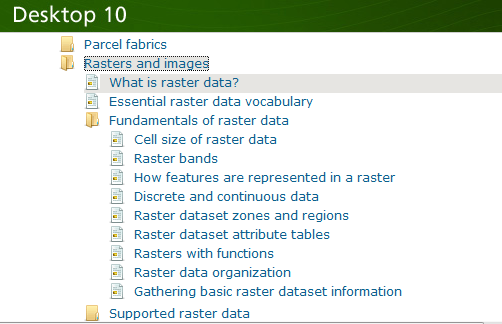 Desktop 10
Parcel fabrics
Rasters and images
What is raster data?
Essential raster data vocabulary
Fundamentals of raster data
Cell size of raster data
Raster bands
How features are represented in a raster
Discrete and continuous data
Raster dataset zones and regions
Raster dataset attribute tables
Rasters with functions
Raster data organization
Gathering basic raster dataset information
Supported raster data